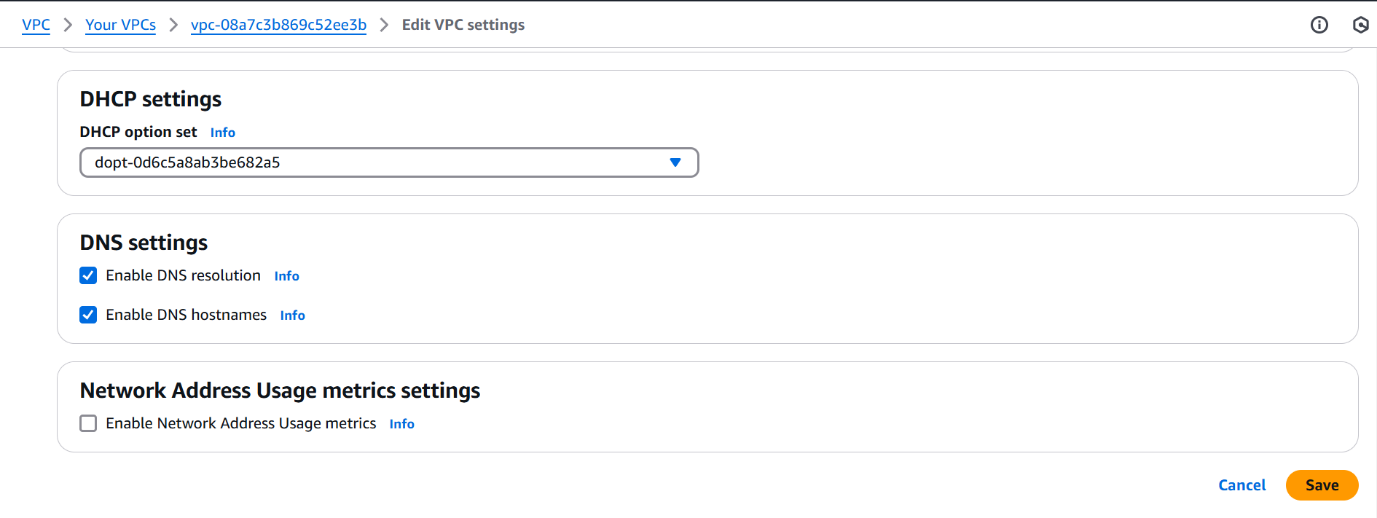 VPC > Your VPCs > vpc-08a7c3b869c52ee3b > Edit VPC settings
DHCP settings
DHCP option set Info
dopt-0d6c5a8ab3be682a5
DNS settings
Enable DNS resolution Info
Enable DNS hostnames Info
Network Address Usage metrics settings
Enable Network Address Usage metrics Info
Cancel Save